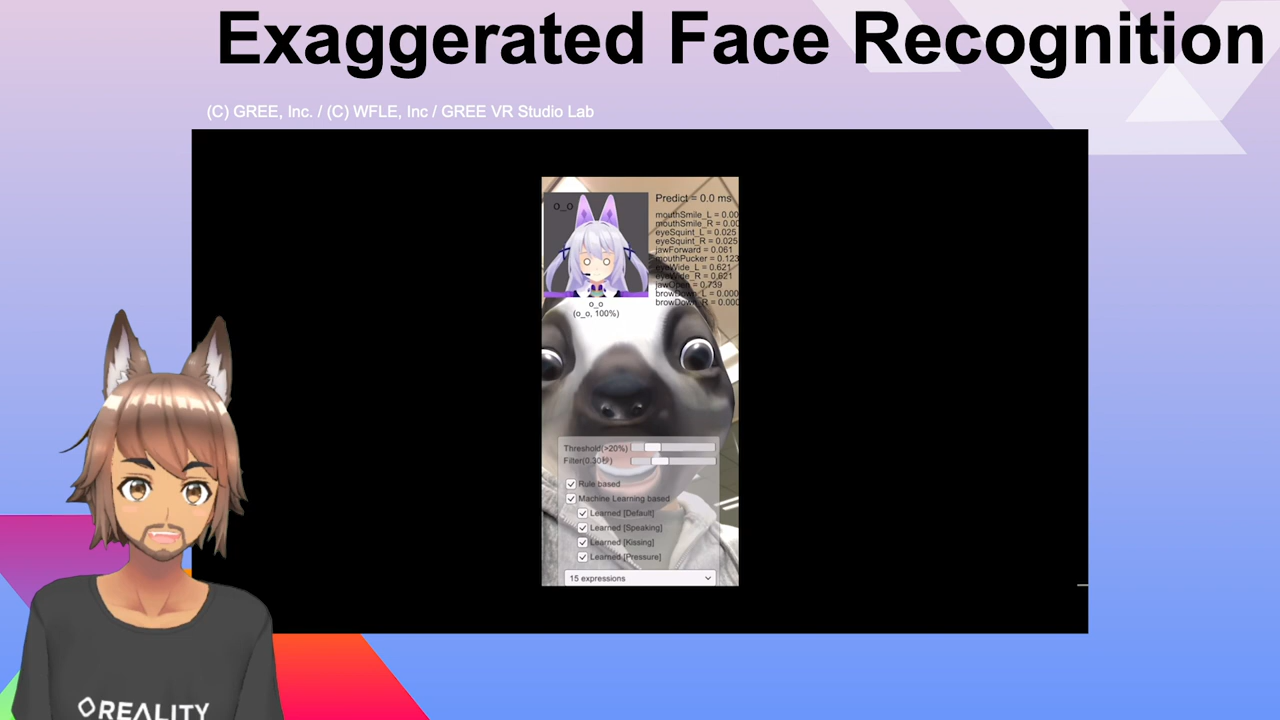 Exaggerated Face Recognition
(C) GREE, Inc. / (C) WFLE, Inc / GREE VR Studio Lab
o_o
Predict = 0.0 ms
mouthSmile_L = 0.00
mouthSmile_R = 0.00
eyeSquint_L = 0.025
eyeSquint_R = 0.025
jawForward = 0.061
mouthPucker = 0.123
eyeWide_L = 0.621
eyeWide_R = 0.621
jawOpen = 0.739
browDown_L = 0.000
browDown_R = 0.000
o_o
(o_o, 100%)
Threshold(>20%)
Filter(0.30秒)
Rule based
Machine Learning based
Learned [Default]
Learned [Speaking]
Learned [Kissing]
Learned [Pressure]
15 expressions
REALITY